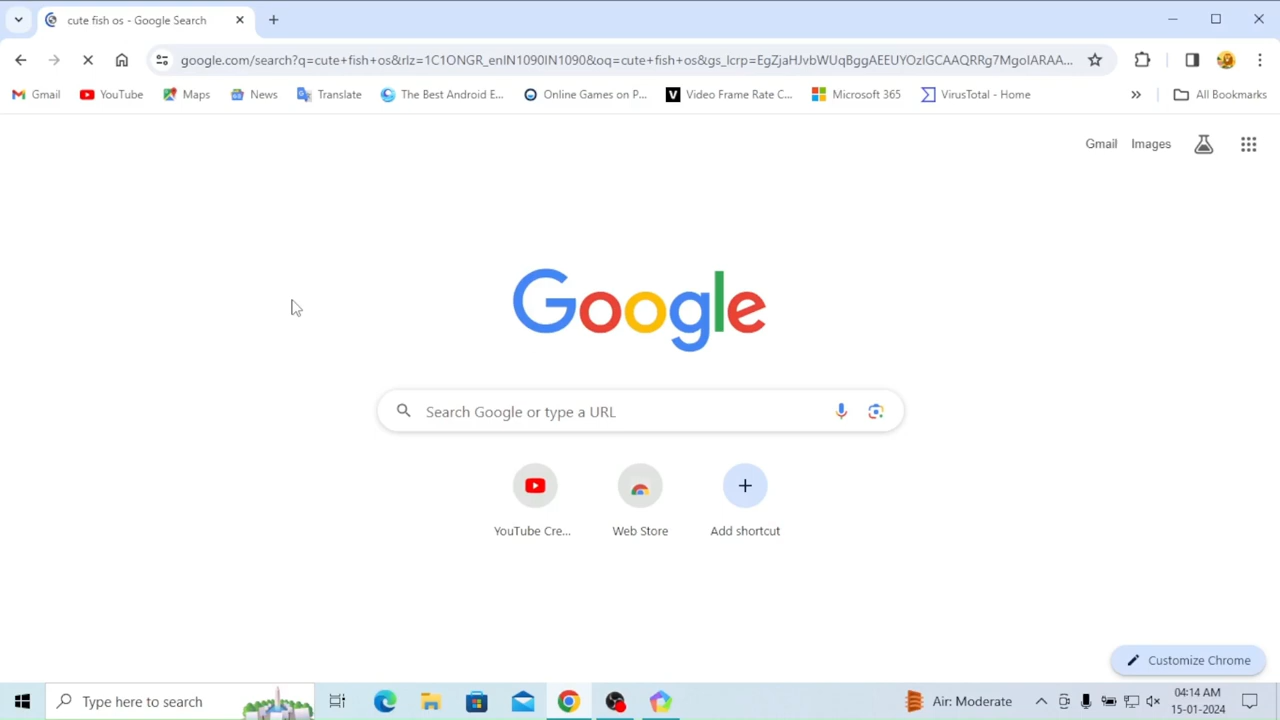 cute fish os - Google Search
google.com/search?q=cute+fish+os&rlz=1C1ONGR_enIN1090IN1090&oq=cute+fish+os&gs_lcrp=EgZjaHJvbWUqBggAEEUYOzIGCAAQRRg7MgoIARAA...
Gmail
YouTube
Maps
News
Translate
The Best Android E...
Online Games on P...
V
Video Frame Rate C...
Microsoft 365
VirusTotal - Home
»
All Bookmarks
Gmail
Images
Google
Search Google or type a URL
YouTube Cre...
Web Store
Add shortcut
Customize Chrome
Type here to search
Air: Moderate
04:14 AM
15-01-2024